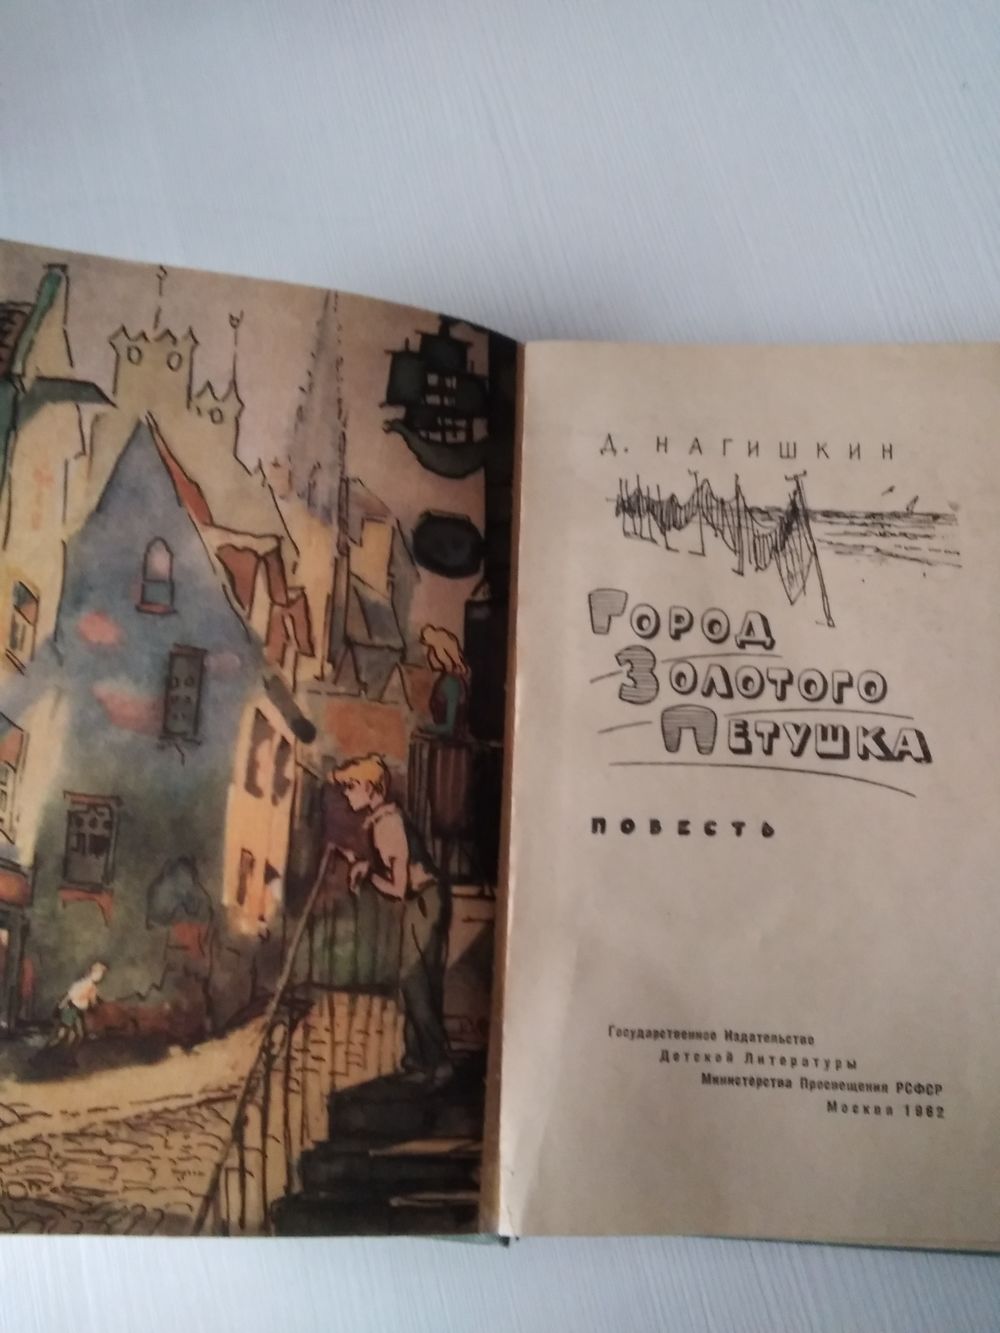 Д. НАГИШКИН
ГОРОД
ЗОЛОТОГО
ПЕТУШКА
ПОВЕСТЬ
Государственное Издательство
Детской Литературы
Министерства Просвещения РСФСР
Москва 1962